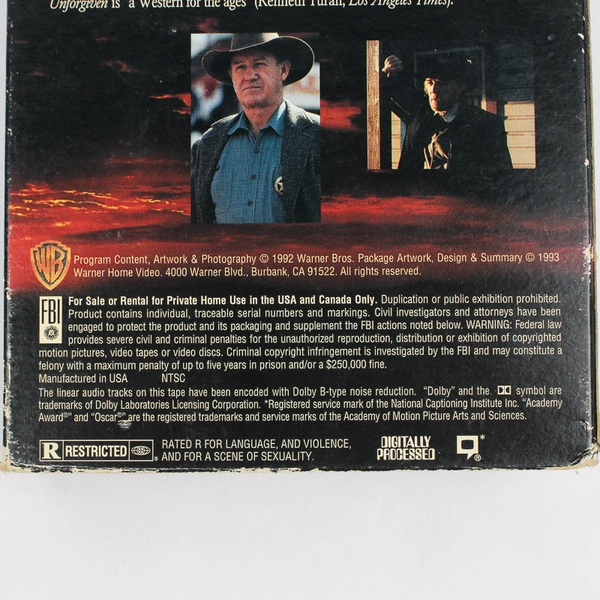 Unforgiven is "a Western for the ages" (Kenneth Turan, Los Angeles Times).
WB
Program Content, Artwork & Photography © 1992 Warner Bros. Package Artwork, Design & Summary © 1993
Warner Home Video. 4000 Warner Blvd., Burbank, CA 91522. All rights reserved.
FBI
For Sale or Rental for Private Home Use in the USA and Canada Only. Duplication or public exhibition prohibited.
Product contains individual, traceable serial numbers and markings. Civil investigators and attorneys have been
engaged to protect the product and its packaging and supplement the FBI actions noted below. WARNING: Federal law
provides severe civil and criminal penalties for the unauthorized reproduction, distribution or exhibition of copyrighted
motion pictures, video tapes or video discs. Criminal copyright infringement is investigated by the FBI and may constitute a
felony with a maximum penalty of up to five years in prison and/or a $250,000 fine.
Manufactured in USA NTSC
The linear audio tracks on this tape have been encoded with Dolby B-type noise reduction. "Dolby" and the symbol are
trademarks of Dolby Laboratories Licensing Corporation. *Registered service mark of the National Captioning Institute Inc. "Academy
Award®" and "Oscar®" are the registered trademarks and service marks of the Academy of Motion Picture Arts and Sciences.
R RESTRICTED ® RATED R FOR LANGUAGE, AND VIOLENCE,
AND FOR A SCENE OF SEXUALITY.
DIGITALLY
PROCESSED
*
®